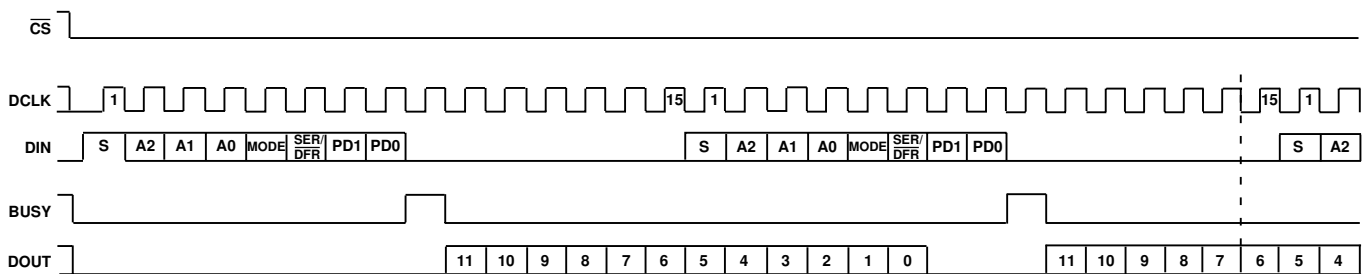 CS
DCLK 1 15 1 15 1
DIN S A2 A1 A0 MODE SER/DFR PD1 PD0 S A2 A1 A0 MODE SER/DFR PD1 PD0 S A2
BUSY
DOUT 11 10 9 8 7 6 5 4 3 2 1 0 11 10 9 8 7 6 5 4